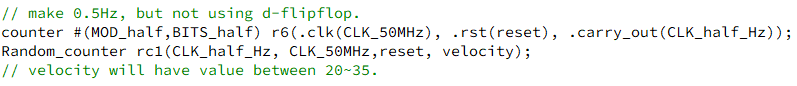 // make 0.5Hz, but not using d-flipflop.
counter #(MOD_half,BITS_half) r6(.clk(CLK_50MHz), .rst(reset), .carry_out(CLK_half_Hz));
Random_counter rc1(CLK_half_Hz, CLK_50MHz,reset, velocity);
// velocity will have value between 20~35.